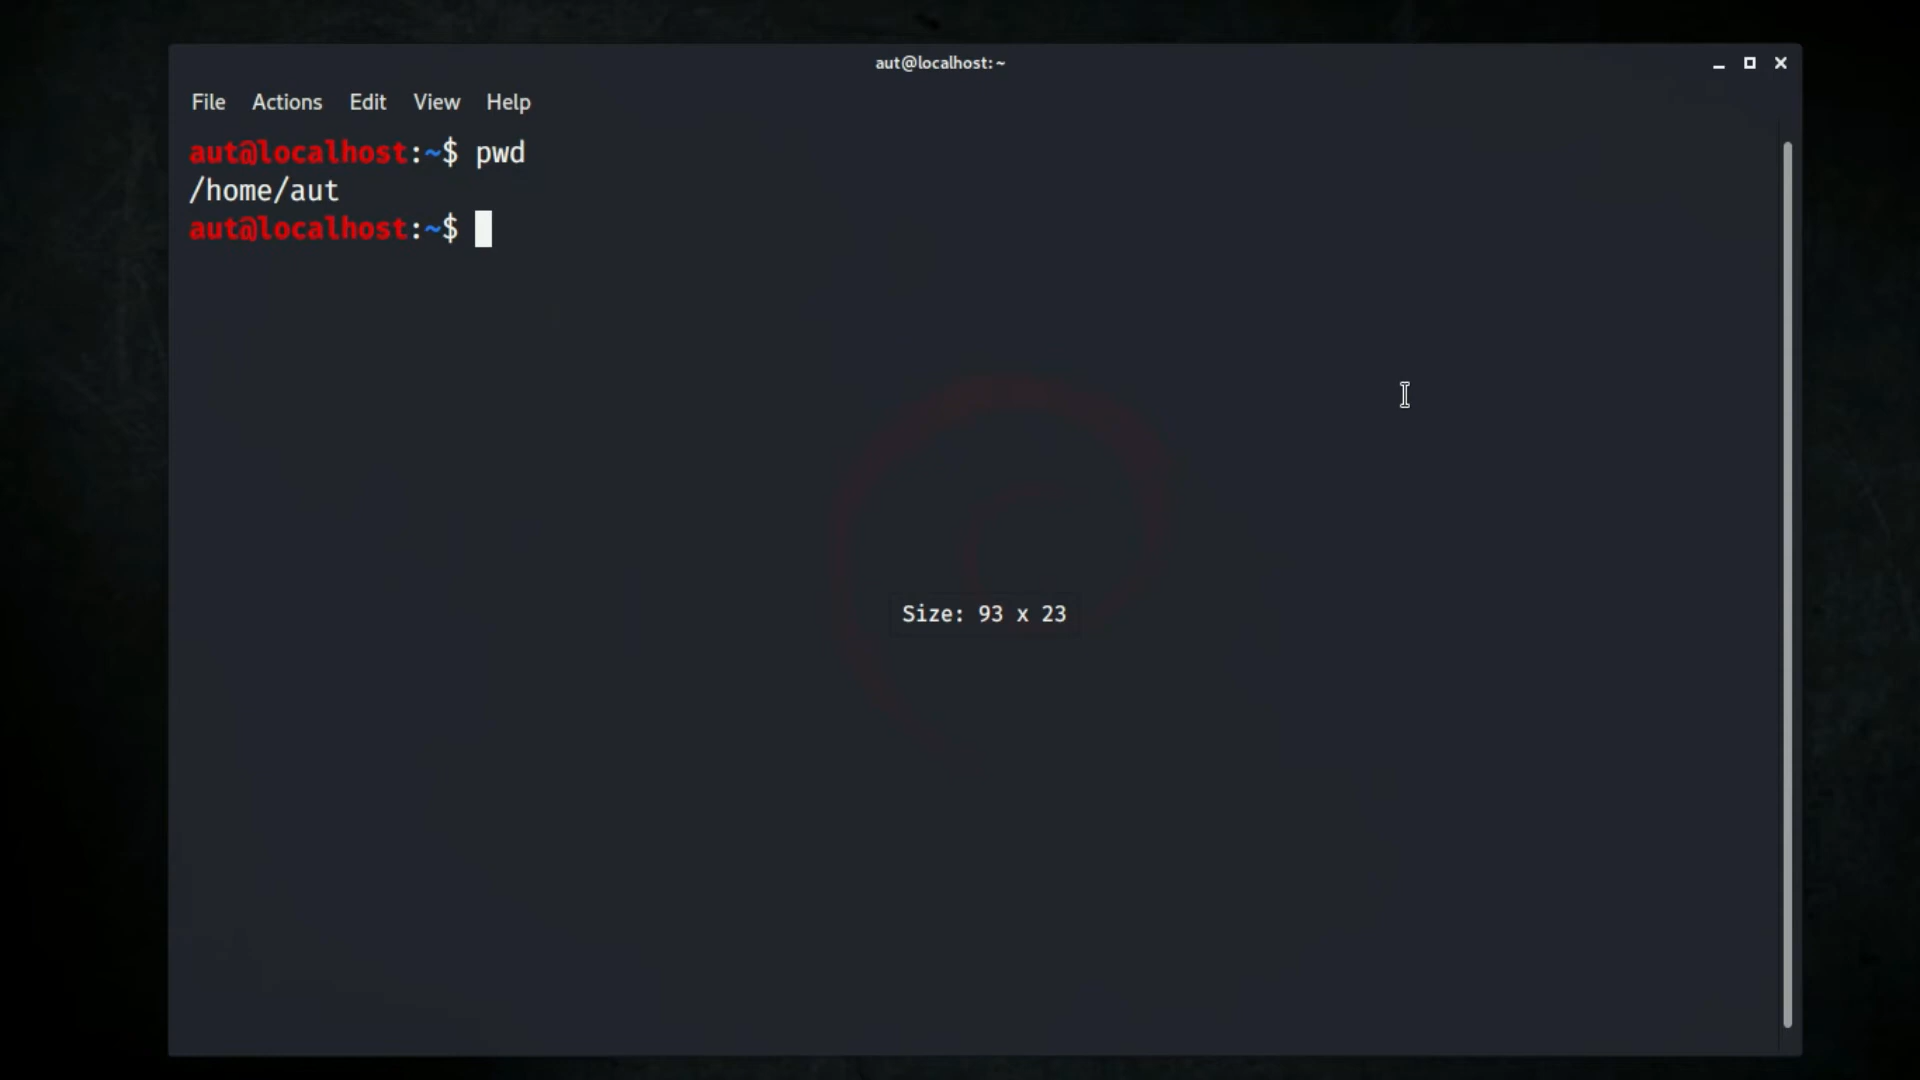 aut@localhost: ~
File Actions Edit View Help
aut@localhost:~$ pwd
/home/aut
aut@localhost:~$
Size: 93 x 23